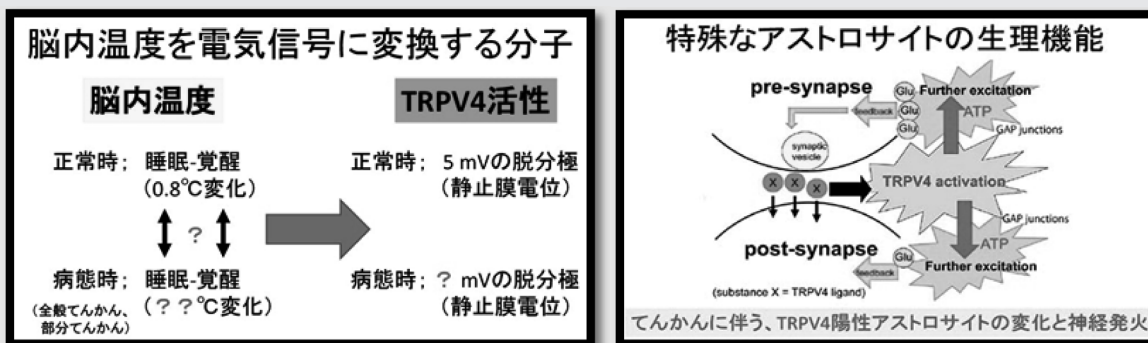 脳内温度を電気信号に変換する分子
脳内温度
TRPV4活性
正常時； 睡眠-覚醒
（0.8℃変化）
正常時； 5 mVの脱分極
（静止膜電位）
?
病態時； 睡眠-覚醒
（??℃変化）
(全般てんかん、
部分てんかん)
病態時； ? mVの脱分極
（静止膜電位）
特殊なアストロサイトの生理機能
pre-synapse
Glu
Glu
Glu
feedback
Further excitation
ATP
GAP junctions
synaptic
vesicle
X X X
TRPV4 activation
GAP junctions
post-synapse
Glu
feedback
ATP
Further excitation
(substance X = TRPV4 ligand)
てんかんに伴う、TRPV4陽性アストロサイトの変化と神経発火